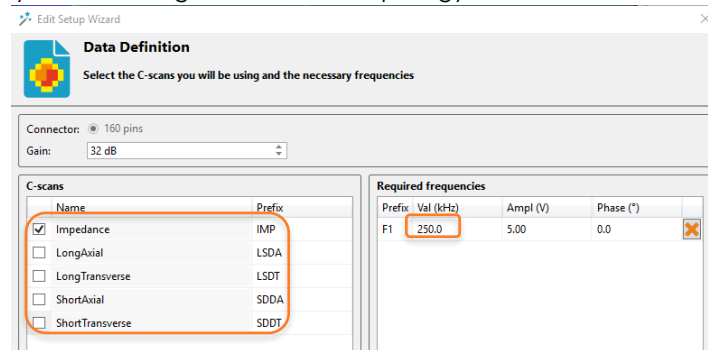 Edit Setup Wizard
Data Definition
Select the C-scans you will be using and the necessary frequencies
Connector: 160 pins
Gain: 32 dB
C-scans
Name Prefix
Impedance IMP
LongAxial LSDA
LongTransverse LSDT
ShortAxial SDDA
ShortTransverse SDDT
Required frequencies
Prefix Val (kHz) Ampl (V) Phase (°)
F1 250.0 5.00 0.0